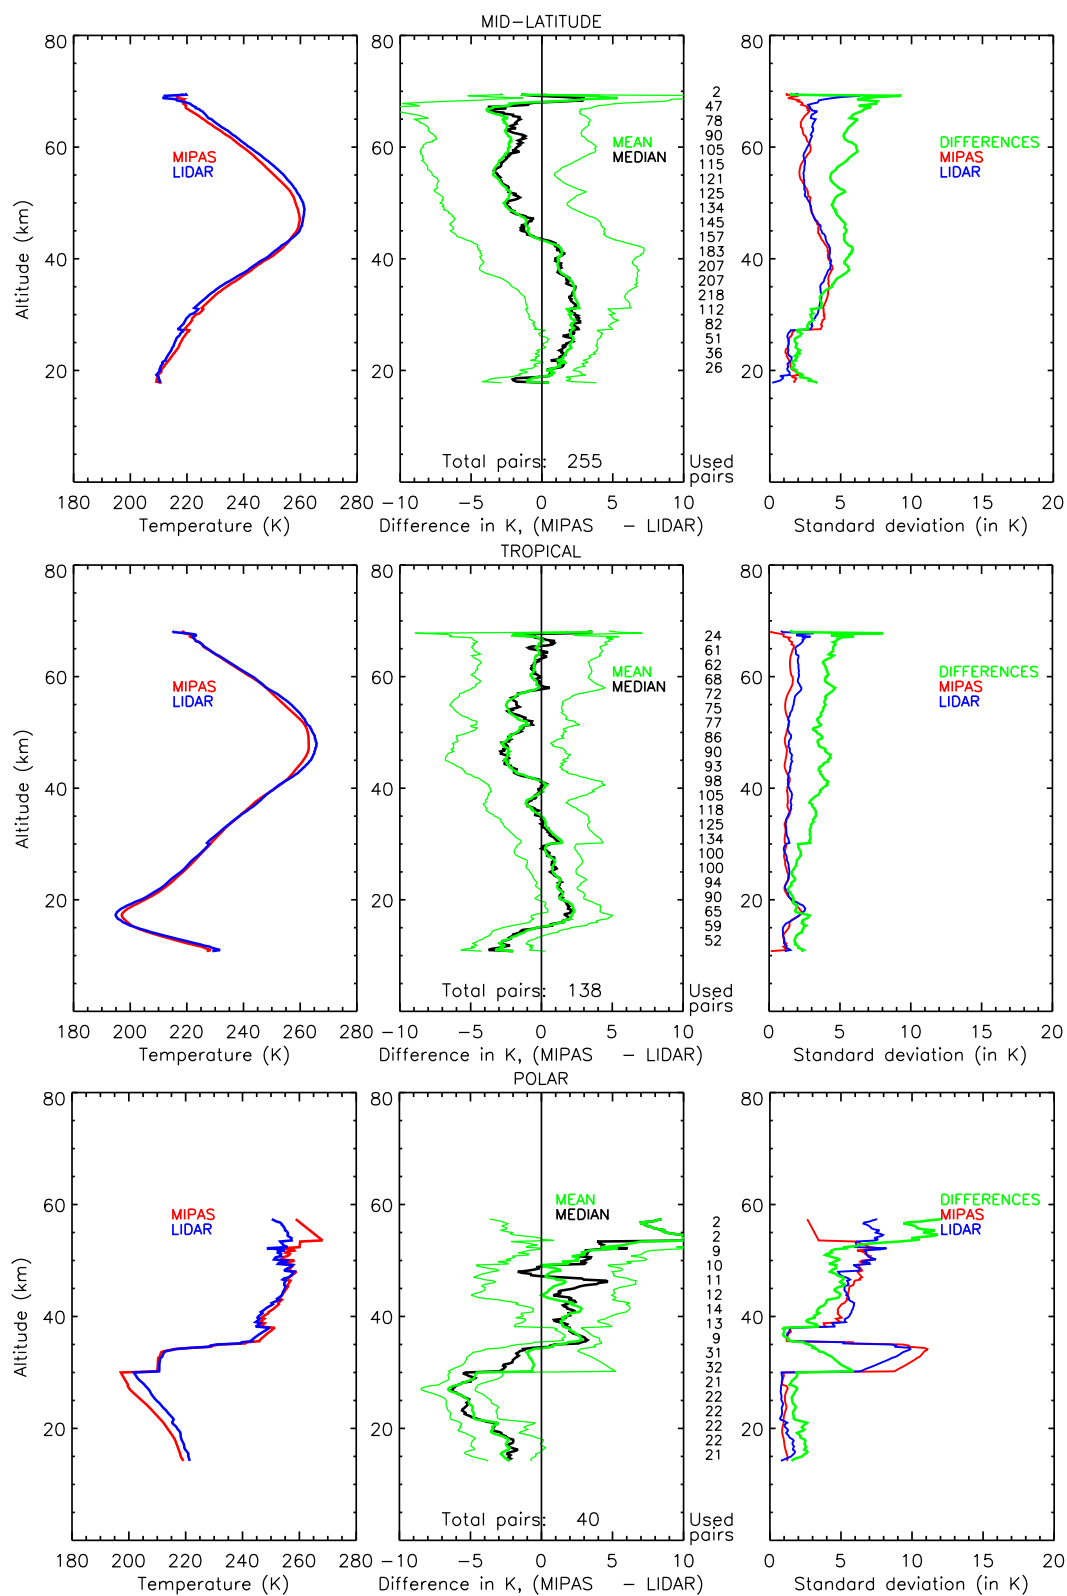 MID-LATITUDE
80 80 80
2
47
78
60 60 90 60
MIPAS MEAN 105 DIFFERENCES
LIDAR MEDIAN 115 MIPAS
121 LIDAR
125
134
145
157
40 40 183 40
207
207
218
112
82
51
36
20 20 26 20
Altitude (km)
Total pairs: 255 Used
pairs
180 200 220 240 260 280 -10 -5 0 5 10 0 5 10 15 20
Temperature (K) Difference in K, (MIPAS - LIDAR) Standard deviation (in K)
TROPICAL
80 80 80
24
61
60 60 62 60
MIPAS MEAN 68 DIFFERENCES
LIDAR MEDIAN 72 MIPAS
75 LIDAR
77
86
90
40 40 93 40
98
105
118
125
134
100
100
94
20 20 90 20
65
59
52
Altitude (km)
Total pairs: 138 Used
pairs
180 200 220 240 260 280 -10 -5 0 5 10 0 5 10 15 20
Temperature (K) Difference in K, (MIPAS - LIDAR) Standard deviation (in K)
POLAR
80 80 80
60 60 60
MIPAS MEAN 2 DIFFERENCES
LIDAR MEDIAN 2 MIPAS
9 LIDAR
10
11
12
14
40 40 13 40
9
31
32
21
22
22
20 20 22 20
22
21
Altitude (km)
Total pairs: 40 Used
pairs
180 200 220 240 260 280 -10 -5 0 5 10 0 5 10 15 20
Temperature (K) Difference in K, (MIPAS - LIDAR) Standard deviation (in K)